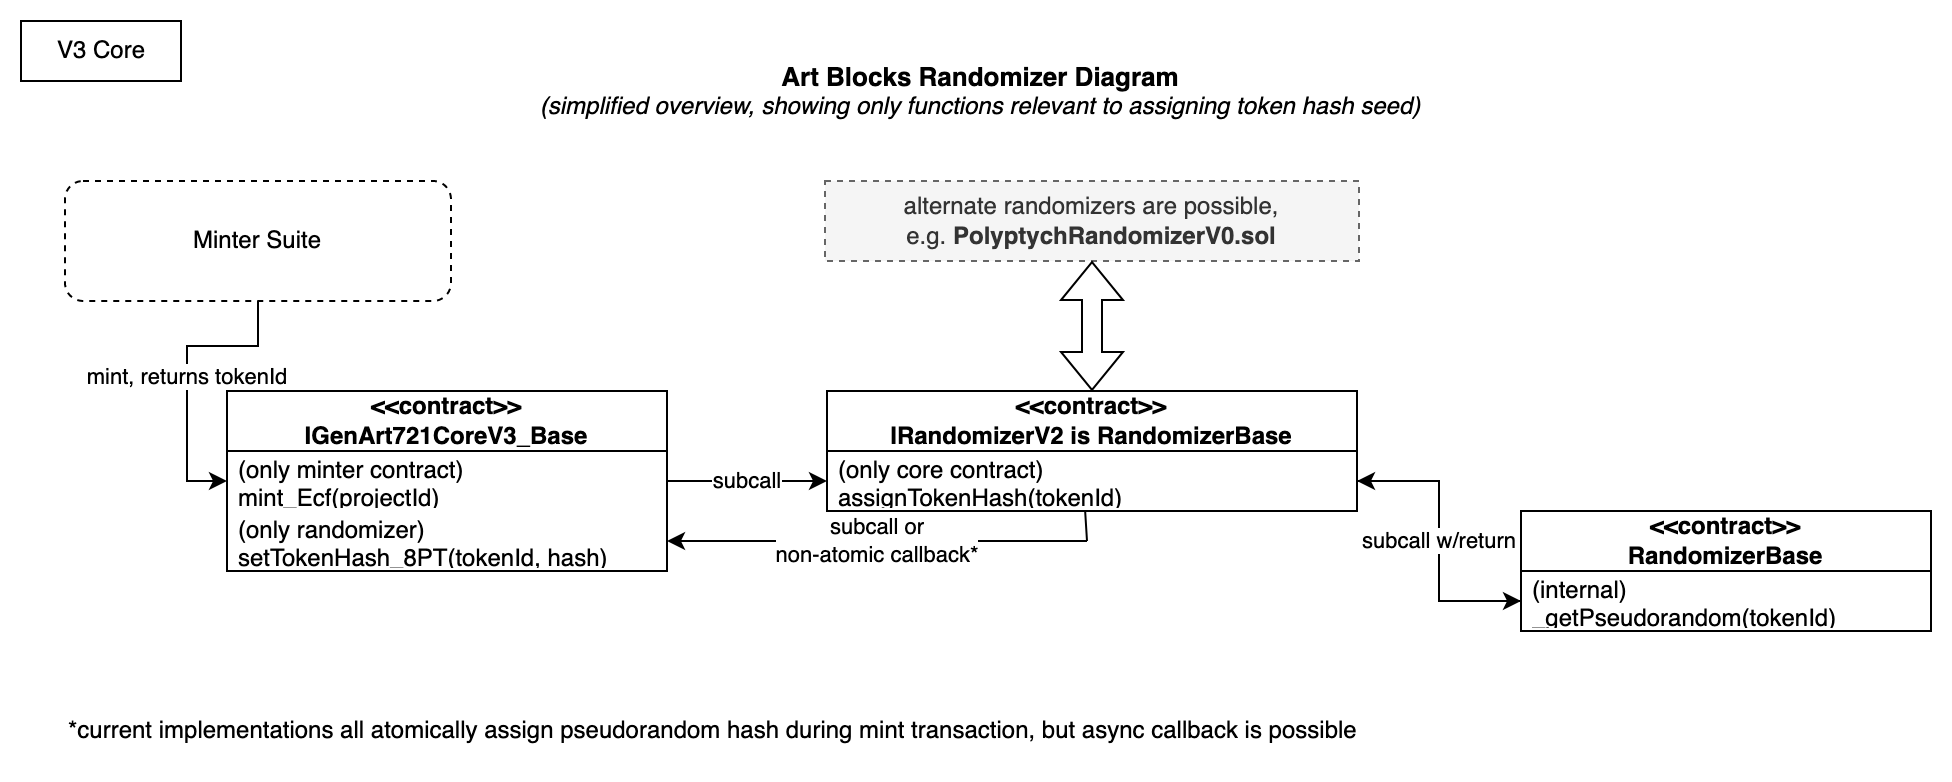 V3 Core
Art Blocks Randomizer Diagram
(simplified overview, showing only functions relevant to assigning token hash seed)
Minter Suite
alternate randomizers are possible,
e.g. PolyptychRandomizerV0.sol
mint, returns tokenId
<<contract>>
IGenArt721CoreV3_Base
(only minter contract)
mint_Ecf(projectId)
(only randomizer)
setTokenHash_8PT(tokenId, hash)
subcall
<<contract>>
IRandomizerV2 is RandomizerBase
(only core contract)
assignTokenHash(tokenId)
subcall or
non-atomic callback*
subcall w/return
<<contract>>
RandomizerBase
(internal)
_getPseudorandom(tokenId)
*current implementations all atomically assign pseudorandom hash during mint transaction, but async callback is possible